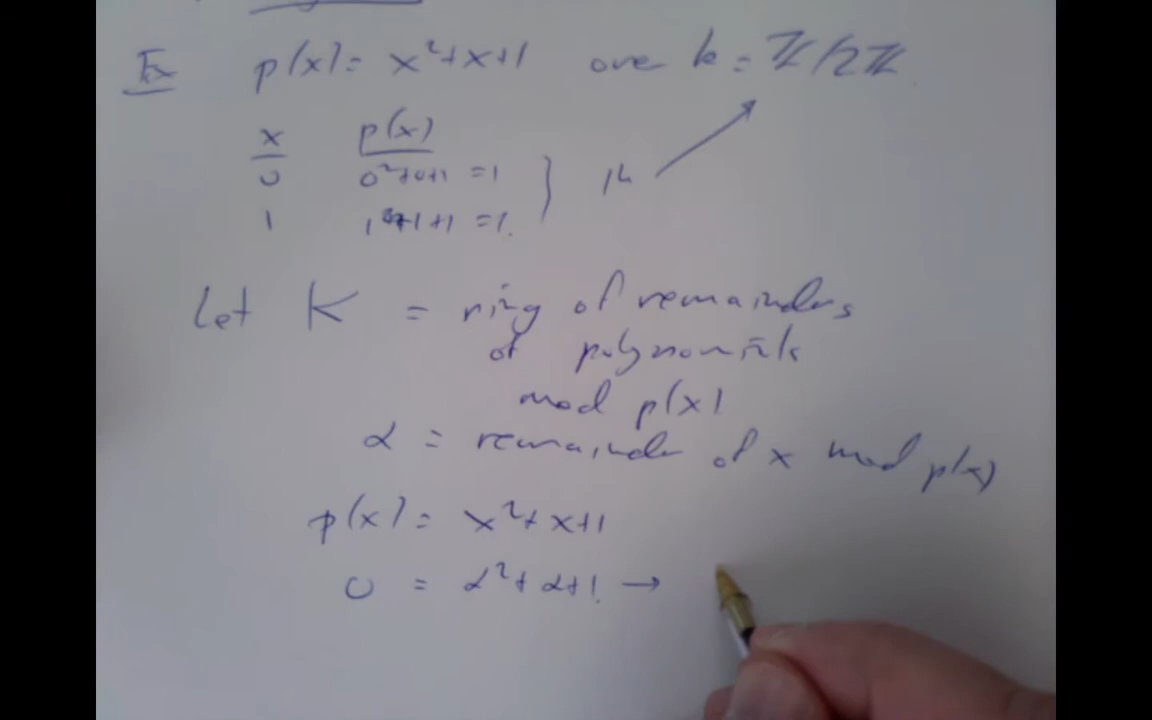 Ex p(x) = x²+x+1 over k = ℤ/2ℤ
x p(x)
0 0²+0+1 = 1
1 1²+1+1 = 1.
Let K = ring of remainders
of polynomials
mod p(x)
α = remainder of x mod p(x)
p(x) = x²+x+1
0 = α²+α+1. →